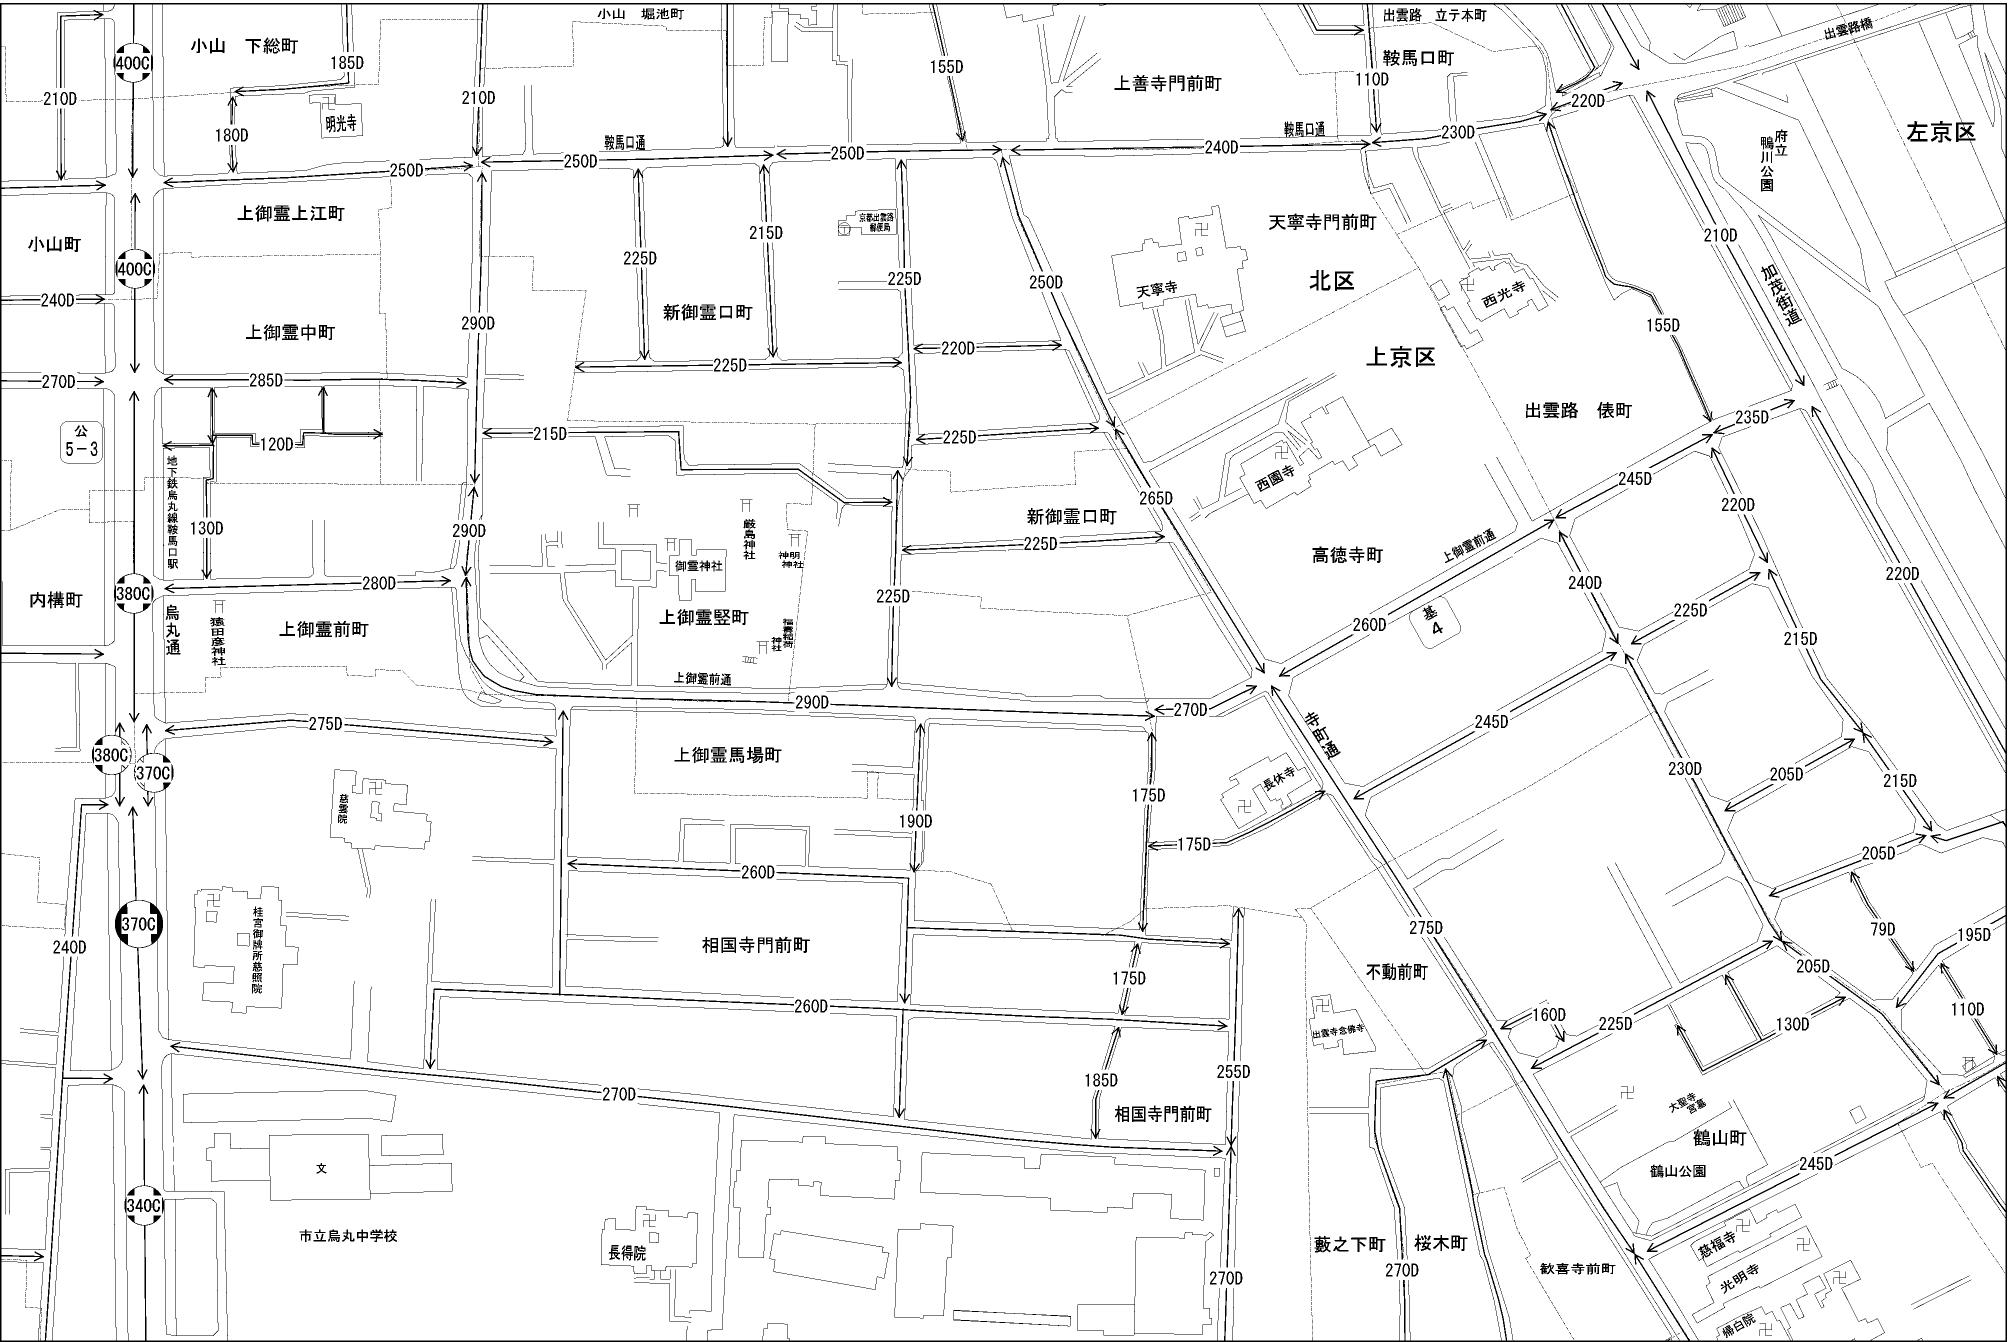 小山　堀池町
出雲路　立テ本町
出雲路橋
400C
小山　下総町
185D
155D
110D
鞍馬口町
上善寺門前町
210D
210D
220D
180D
明光寺
鞍馬口通
鞍馬口通
230D
左京区
府立
鴨川公園
250D
250D
250D
240D
上御霊上江町
小山町
京都出雲路
郵便局
天寧寺門前町
225D
215D
210D
400C
225D
250D
北区
天寧寺
西光寺
加茂街道
240D
新御霊口町
上御霊中町
290D
155D
220D
225D
上京区
270D
285D
出雲路　俵町
235D
公
5-3
120D
215D
225D
地下鉄烏丸線鞍馬口駅
245D
西園寺
265D
130D
290D
厳島神社
神明
神社
新御霊口町
220D
225D
高徳寺町
上御霊前通
御霊神社
280D
380C
225D
240D
220D
内構町
烏丸通
猿田彦神社
上御霊前町
上御霊竪町
福寿稲荷
神社
基
4
260D
225D
215D
上御霊前通
290D
270D
245D
275D
寺町通
380C
370C
上御霊馬場町
長休寺
230D
205D
215D
慈雲院
175D
190D
175D
205D
260D
桂宮御牌所慈照院
370C
240D
相国寺門前町
275D
79D
195D
不動前町
205D
175D
260D
160D
225D
130D
110D
出雲寺念佛寺
270D
185D
255D
大聖寺
宮墓
相国寺門前町
鶴山町
文
245D
鶴山公園
340C
市立烏丸中学校
長得院
藪之下町
桜木町
慈福寺
270D
270D
歓喜寺前町
光明寺
帰白院